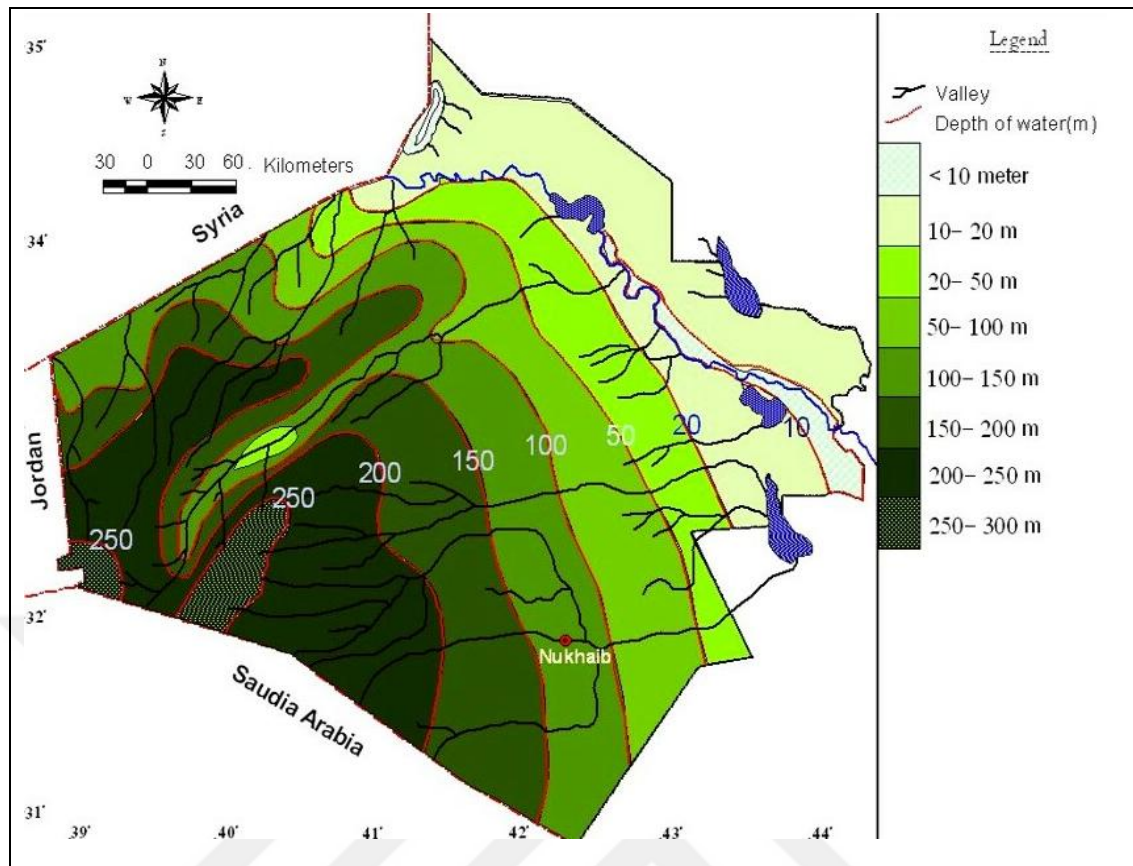 Legend
Valley
Depth of water(m)
< 10 meter
10– 20 m
20– 50 m
50– 100 m
100– 150 m
150– 200 m
200– 250 m
250– 300 m
N
W E
S
30 0 30 60 . Kilometers
35'
34'
32'
31'
39'
40'
41'
42'
43'
44'
Syria
Jordan
Saudia Arabia
Nukhaib
250
250
200
150
100
50
20
10